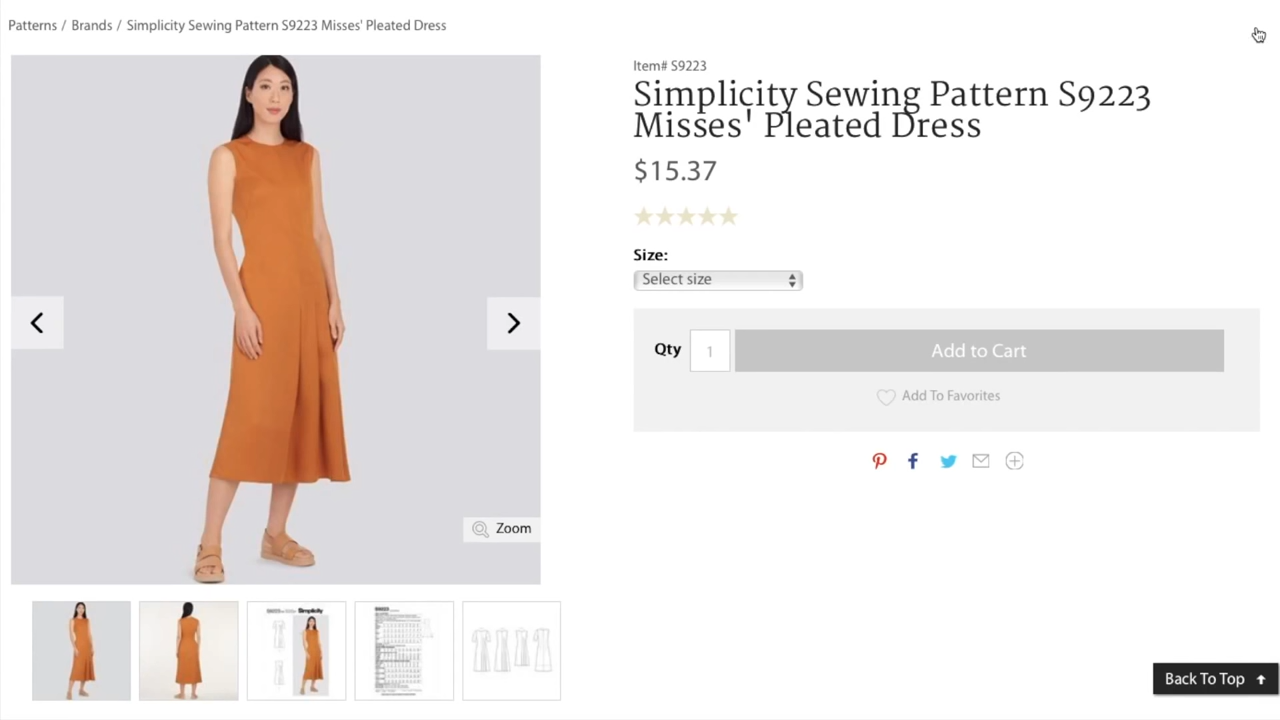 Patterns / Brands / Simplicity Sewing Pattern S9223 Misses' Pleated Dress
Item# S9223
Simplicity Sewing Pattern S9223
Misses' Pleated Dress
$15.37
Size:
Select size
Qty 1 Add to Cart
Add To Favorites
Zoom
Simplicity
Back To Top